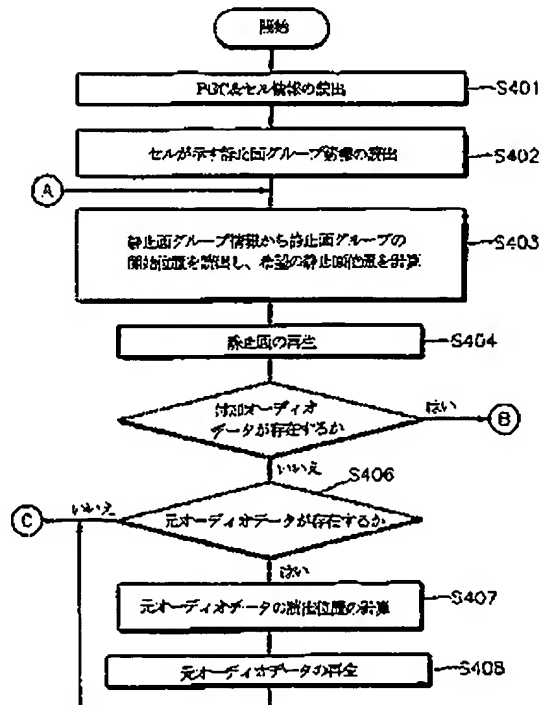 開始
PGC&セル情報の読出
S401
セルが示す静止画グループ情報の読出
S402
A
静止画グループ情報から静止画グループの
開始位置を読出し、希望の静止画位置を計算
S403
静止画の再生
S404
付加オーディオ
データが存在するか
はい
B
いいえ
S406
元オーディオデータが存在するか
いいえ
C
はい
元オーディオデータの読出位置の計算
S407
元オーディオデータの再生
S408